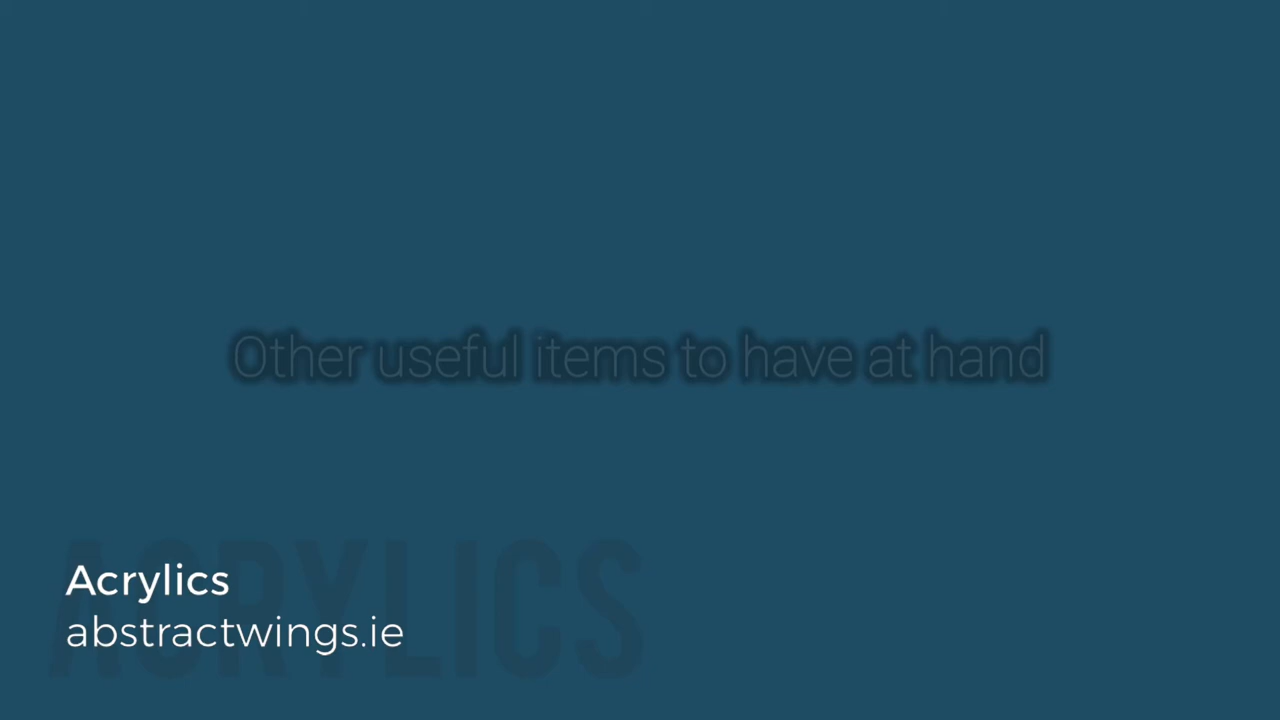 Other useful items to have at hand
ACRYLICS
Acrylics
abstractwings.ie